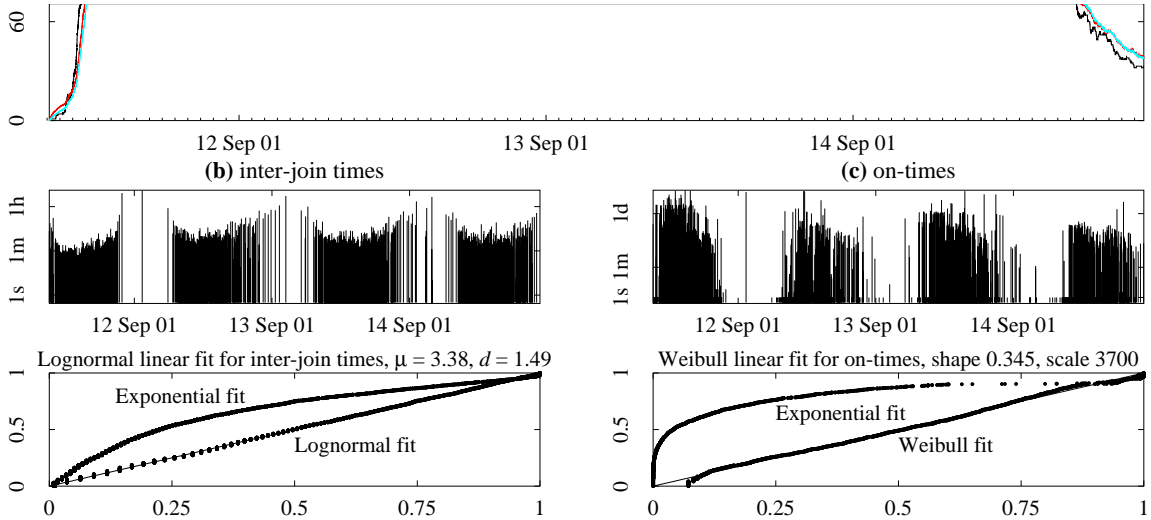 60
0
12 Sep 01 13 Sep 01 14 Sep 01
(b) inter-join times
1h
1m
1s
12 Sep 01 13 Sep 01 14 Sep 01
(c) on-times
1d
1m
1s
12 Sep 01 13 Sep 01 14 Sep 01
Lognormal linear fit for inter-join times, μ = 3.38, d = 1.49
1
0.5
0
Exponential fit
Lognormal fit
0 0.25 0.5 0.75 1
Weibull linear fit for on-times, shape 0.345, scale 3700
1
0.5
0
Exponential fit
Weibull fit
0 0.25 0.5 0.75 1